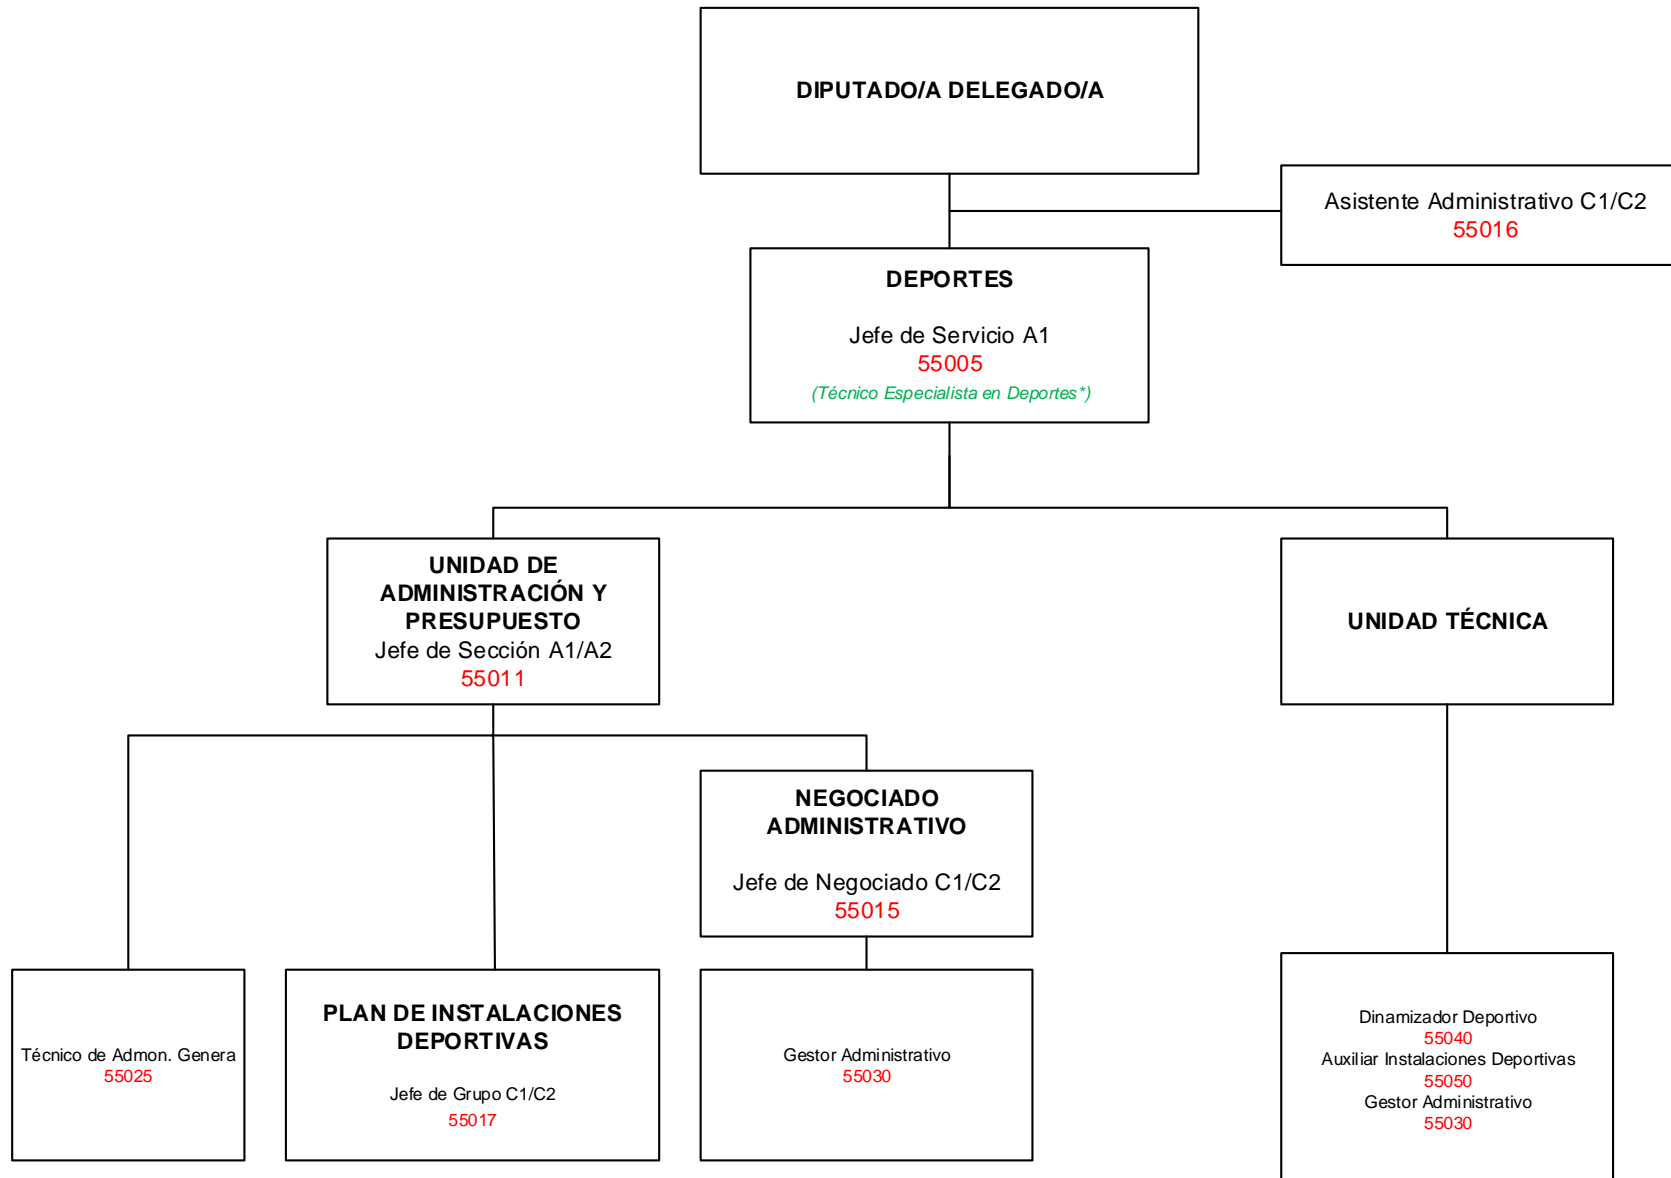 DIPUTADO/A DELEGADO/A
Asistente Administrativo C1/C2
55016
DEPORTES
Jefe de Servicio A1
55005
(Técnico Especialista en Deportes*)
UNIDAD DE
ADMINISTRACIÓN Y
PRESUPUESTO
Jefe de Sección A1/A2
55011
UNIDAD TÉCNICA
NEGOCIADO
ADMINISTRATIVO
Jefe de Negociado C1/C2
55015
Técnico de Admon. Genera
55025
PLAN DE INSTALACIONES
DEPORTIVAS
Jefe de Grupo C1/C2
55017
Gestor Administrativo
55030
Dinamizador Deportivo
55040
Auxiliar Instalaciones Deportivas
55050
Gestor Administrativo
55030